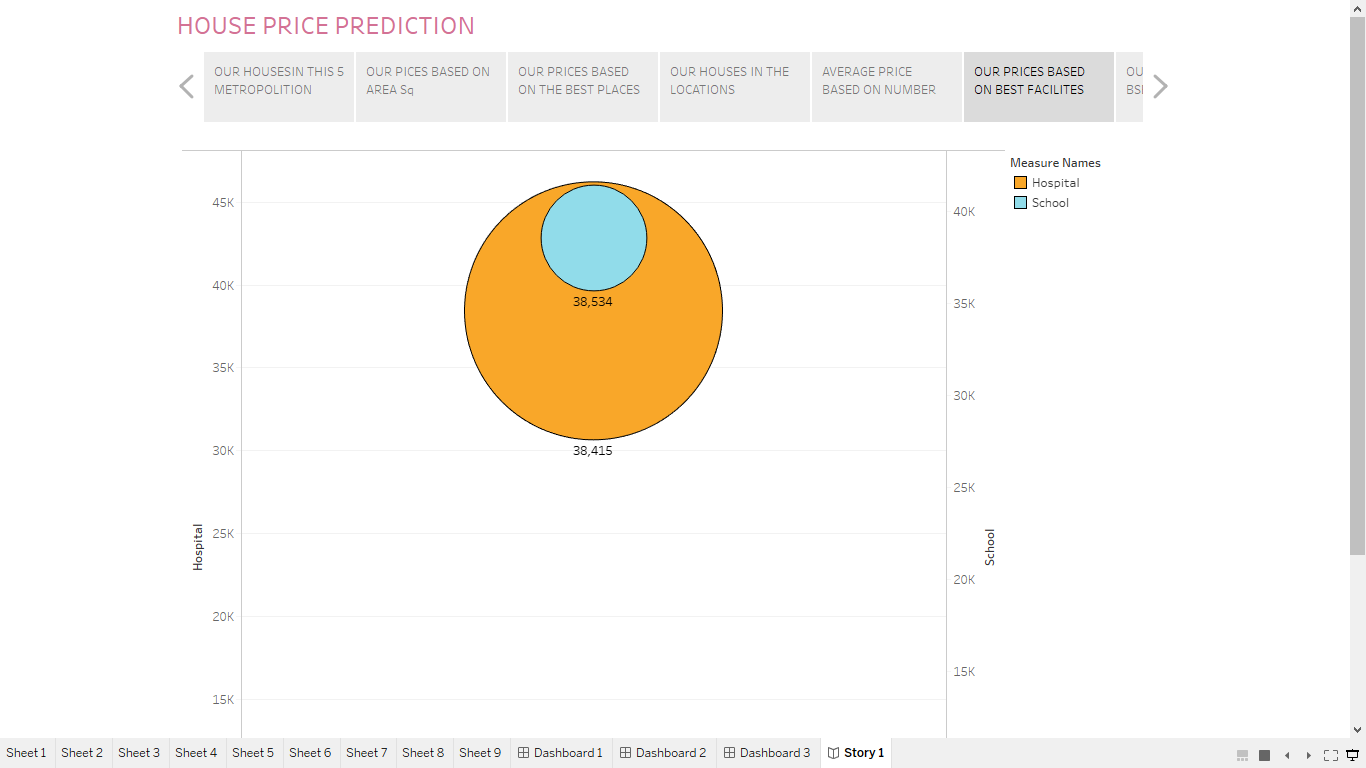 HOUSE PRICE PREDICTION
OUR HOUSESIN THIS 5
METROPOLITION
OUR PICES BASED ON
AREA Sq
OUR PRICES BASED
ON THE BEST PLACES
OUR HOUSES IN THE
LOCATIONS
AVERAGE PRICE
BASED ON NUMBER
OUR PRICES BASED
ON BEST FACILITES
OU
Measure Names
Hospital
School
45K
40K
35K
30K
25K
20K
15K
Hospital
38,534
38,415
40K
35K
30K
25K
20K
15K
School
Sheet 1
Sheet 2
Sheet 3
Sheet 4
Sheet 5
Sheet 6
Sheet 7
Sheet 8
Sheet 9
Dashboard 1
Dashboard 2
Dashboard 3
Story 1